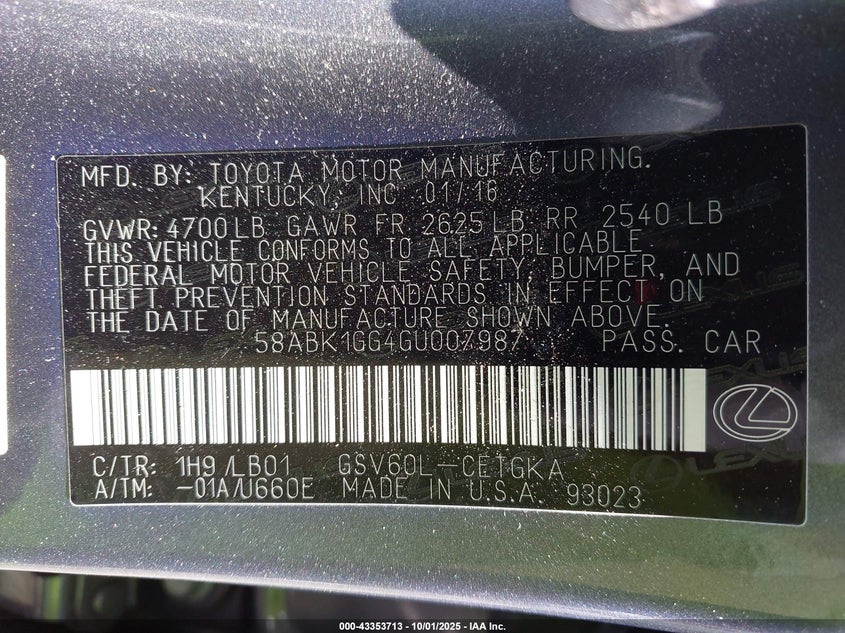 MFD. BY: TOYOTA MOTOR MANUFACTURING.
KENTUCKY, INC 01/16
GVWR: 4700 LB GAWR FR 2625 LB RR 2540 LB
THIS VEHICLE CONFORMS TO ALL APPLICABLE
FEDERAL MOTOR VEHICLE SAFETY, BUMPER, AND
THEFT PREVENTION STANDARDS IN EFFECT ON
THE DATE OF MANUFACTURE SHOWN ABOVE.
58ABK1GG4GU007987 PASS. CAR
C/TR: 1H9/LB01 GSV60L-CETGKA
A/TM: -01A/U660E MADE IN U.S.A. 93023
LEXUS
000-43353713 - 10/01/2025 - IAA Inc.